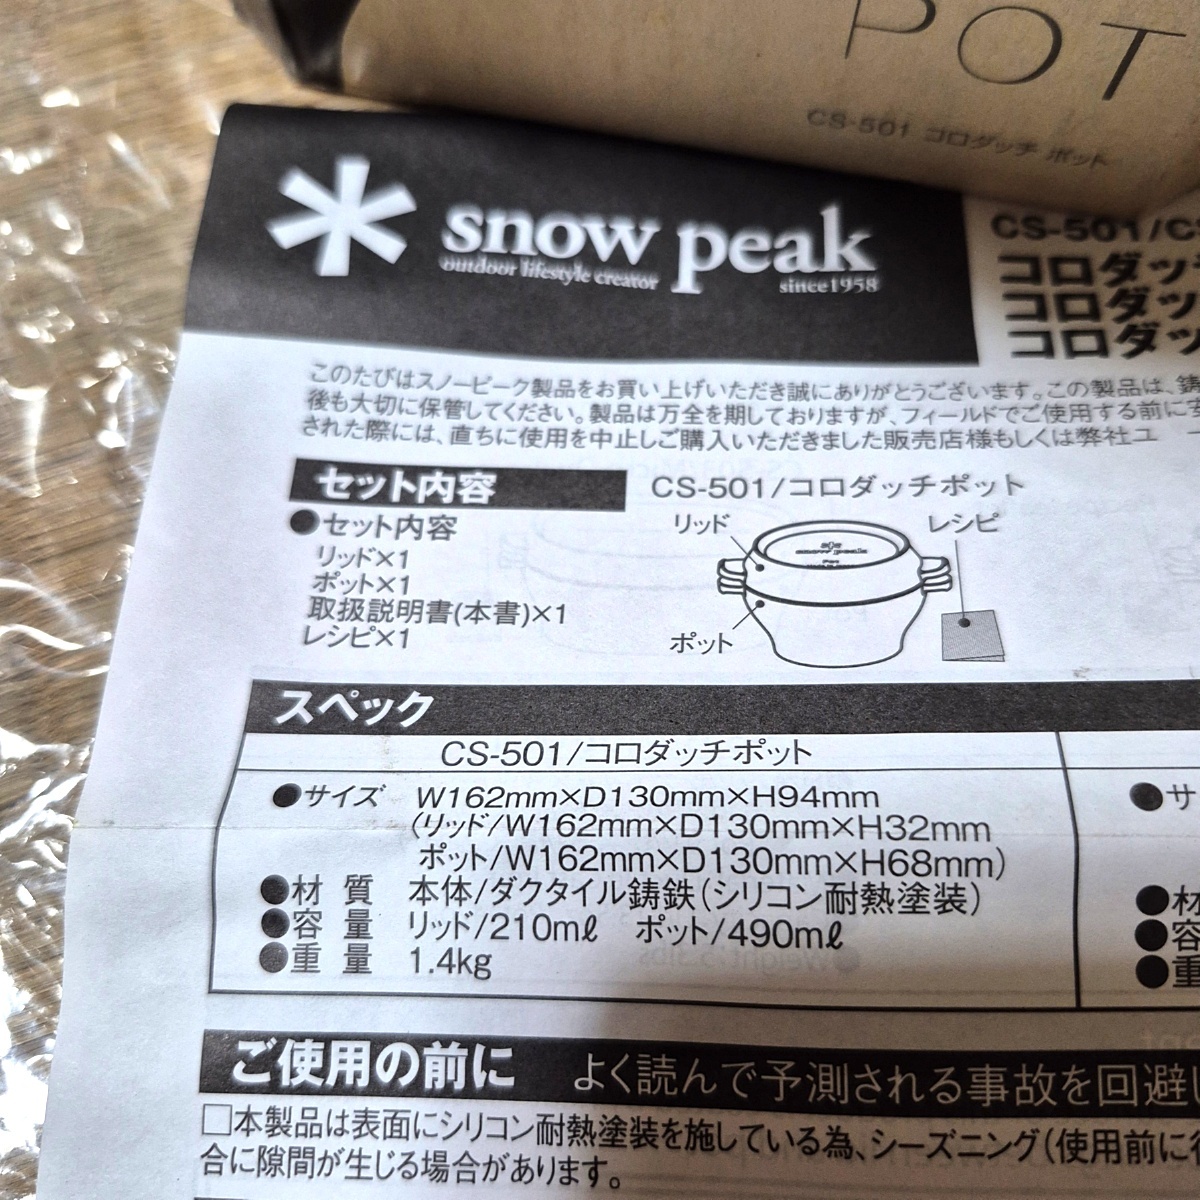 POT
CS-501 コロダッチ ポット
snow peak
outdoor lifestyle creator
since1958
CS-501/C
コロダッ
コロダッ
コロダッ
このたびはスノーピーク製品をお買い上げいただき誠にありがとうございます。この製品は、鋳
後も大切に保管してください。製品は万全を期しておりますが、フィールドでご使用する前に
された際には、直ちに使用を中止しご購入いただきました販売店様もしくは弊社ユー
セット内容
CS-501/コロダッチポット
●セット内容
リッド×1
ポット×1
取扱説明書(本書)×1
レシピ×1
リッド
レシピ
snow peak
ポット
スペック
CS-501/コロダッチポット
●サイズ W162mm×D130mm×H94mm
(リッド/W162mm×D130mm×H32mm
ポット/W162mm×D130mm×H68mm)
●材 質 本体/ダクタイル鋳鉄(シリコン耐熱塗装)
●容 量 リッド/210mℓ ポット/490mℓ
●重 量 1.4kg
●サ
●材
●容
●重
ご使用の前に よく読んで予測される事故を回避し
□本製品は表面にシリコン耐熱塗装を施している為、シーズニング(使用前に
合に隙間が生じる場合があります。